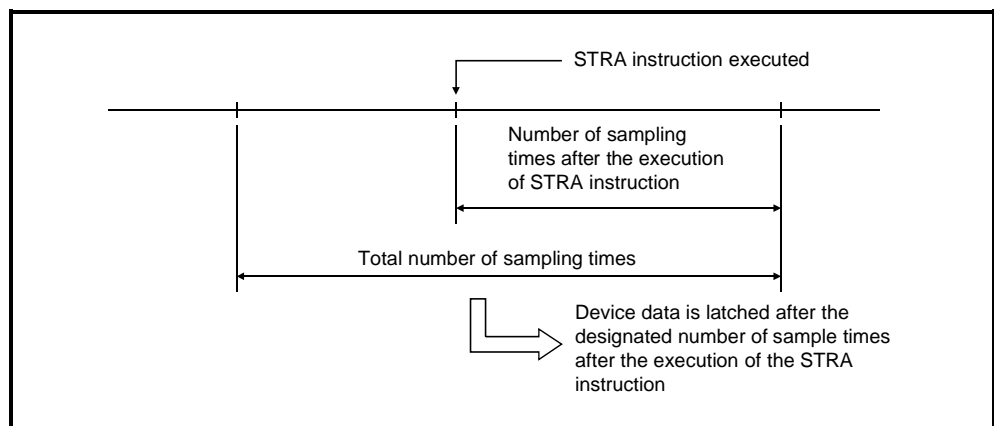 STRA instruction executed
Number of sampling
times after the execution
of STRA instruction
Total number of sampling times
Device data is latched after the
designated number of sample times
after the execution of the STRA
instruction